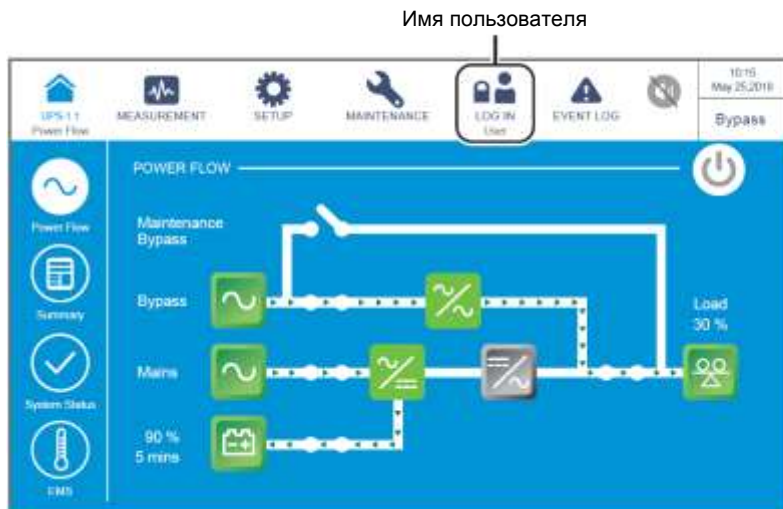 Имя пользователя
UPS-1.1
Power Flow
MEASUREMENT
SETUP
MAINTENANCE
LOG IN
User
EVENT LOG
10:15
May 25,2018
Bypass
POWER FLOW
Power Flow
Maintenance
Bypass
Summary
Bypass
Load
30 %
System Status
Mains
90 %
5 mins
EMS